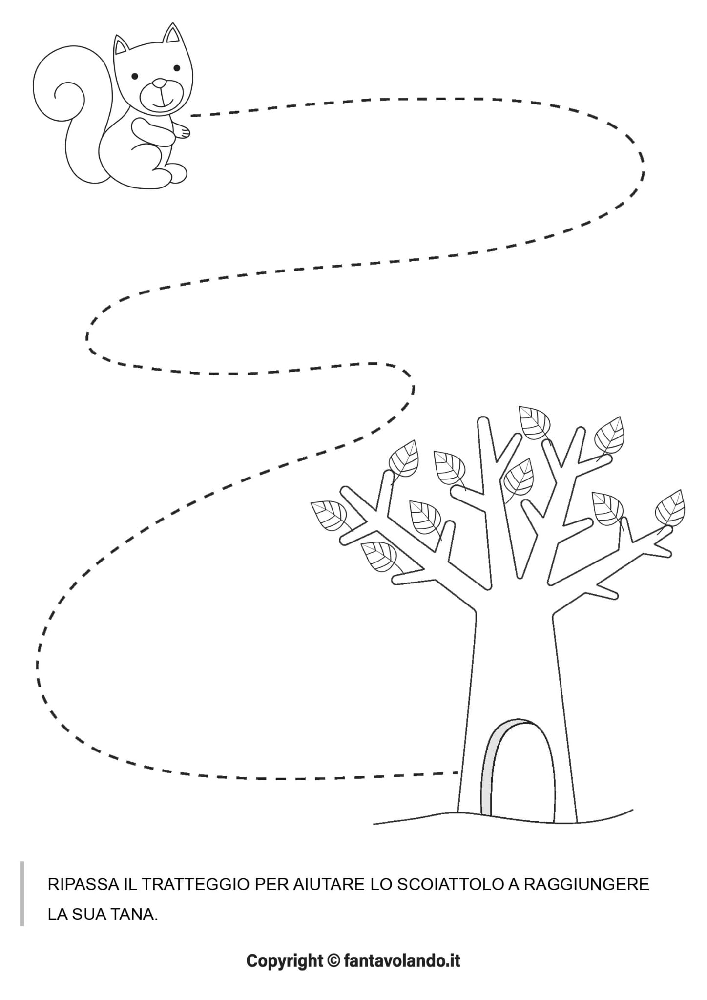 RIPASSA IL TRATTEGGIO PER AIUTARE LO SCOIATTOLO A RAGGIUNGERE
LA SUA TANA.
Copyright © fantavolando.it